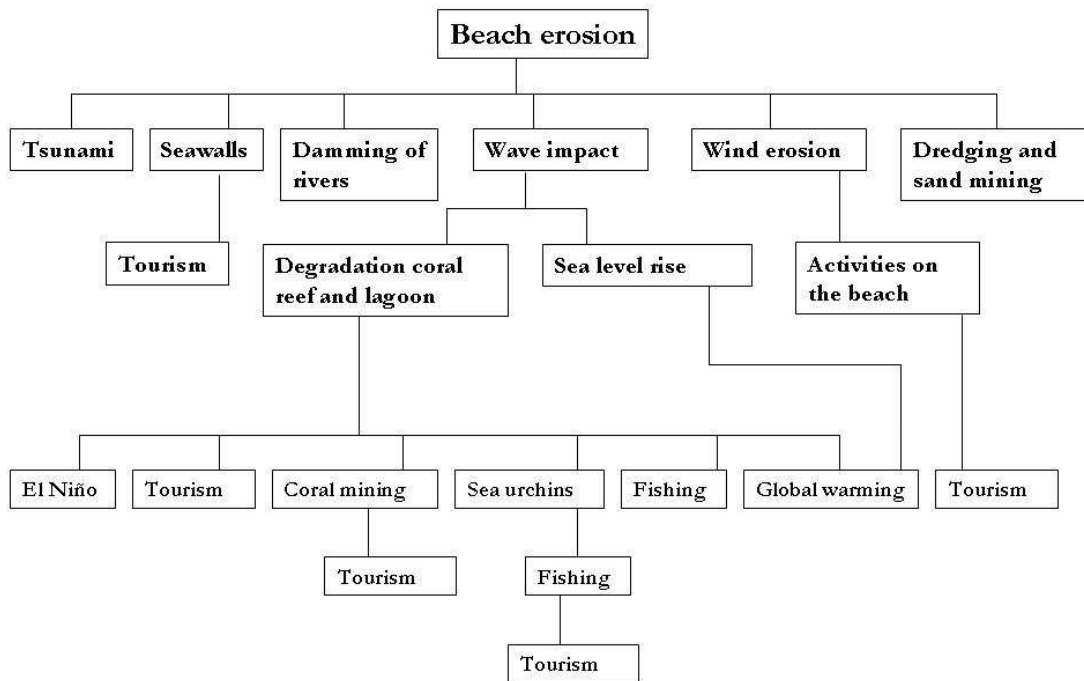 Beach erosion
Tsunami
Seawalls
Damming of
rivers
Wave impact
Wind erosion
Dredging and
sand mining
Tourism
Degradation coral
reef and lagoon
Sea level rise
Activities on
the beach
El Niño
Tourism
Coral mining
Sea urchins
Fishing
Global warming
Tourism
Tourism
Fishing
Tourism